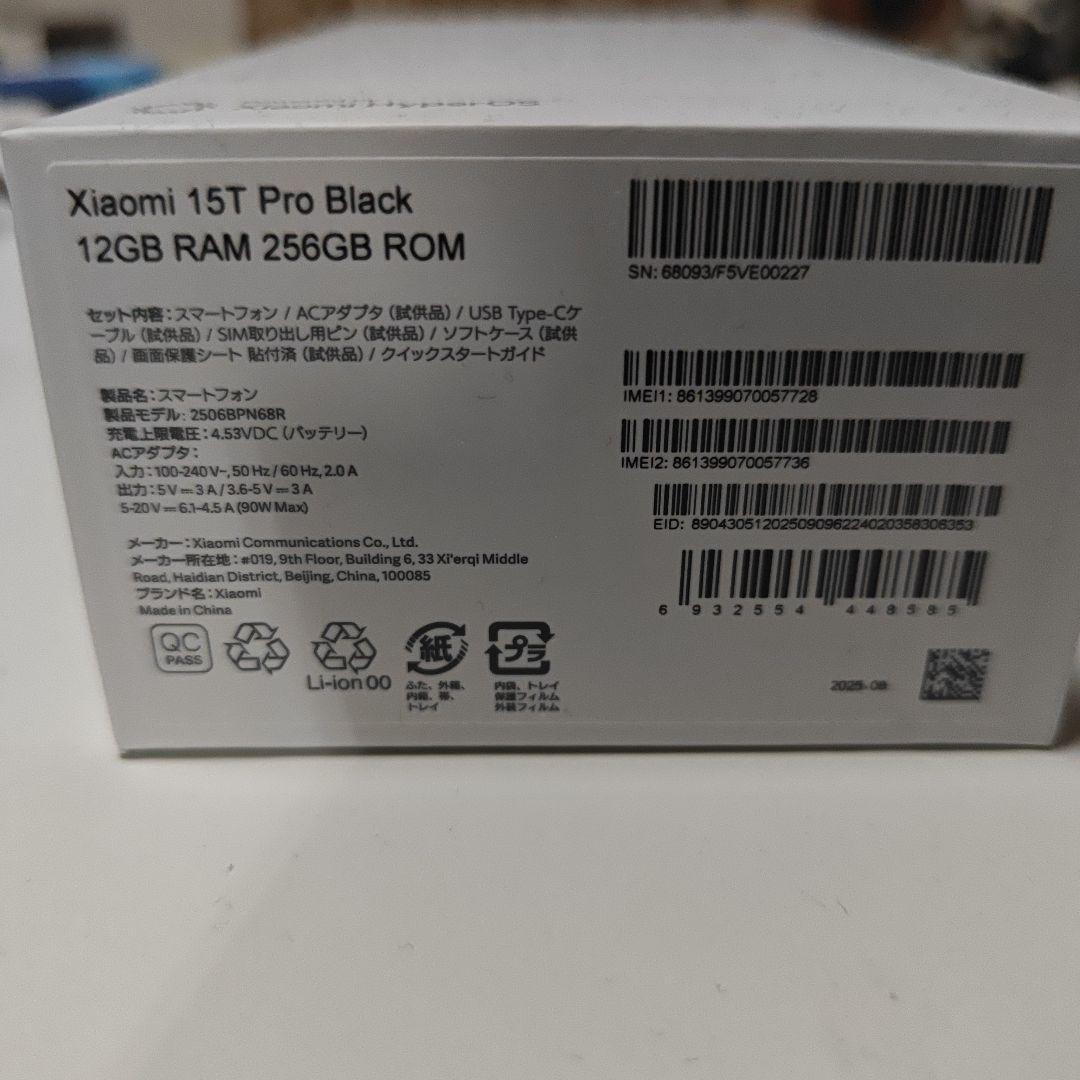 Xiaomi HyperOS
Xiaomi 15T Pro Black
12GB RAM 256GB ROM
セット内容：スマートフォン / ACアダプタ（試供品）/ USB Type-Cケ
ーブル（試供品）/ SIM取り出し用ピン（試供品）/ ソフトケース（試供
品）/ 画面保護シート 貼付済（試供品）/ クイックスタートガイド
製品名：スマートフォン
製品モデル：2506BPN68R
充電上限電圧：4.53VDC（バッテリー）
ACアダプタ：
入力：100-240 V~, 50 Hz / 60 Hz, 2.0 A
出力：5 V⎓3 A / 3.6-5 V⎓3 A
5-20 V⎓6.1-4.5 A (90W Max)
メーカー：Xiaomi Communications Co., Ltd.
メーカー所在地：#019, 9th Floor, Building 6, 33 Xi'erqi Middle
Road, Haidian District, Beijing, China, 100085
ブランド名：Xiaomi
Made in China
QC
PASS
Li-ion 00
紙
ふた、外箱、
内箱、帯、
トレイ
プラ
内袋、トレイ
保護フィルム
外装フィルム
SN: 68093/F5VE00227
IMEI1: 861399070057728
IMEI2: 861399070057736
EID: 89043051202509096224020358306353
6 932554 448585
2025.08